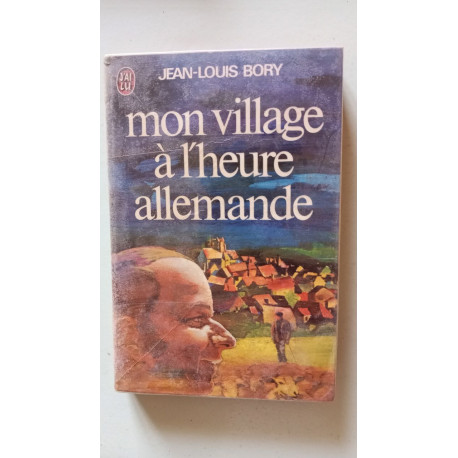 J'AI
LU
JEAN-LOUIS BORY
mon village
à l'heure
allemande